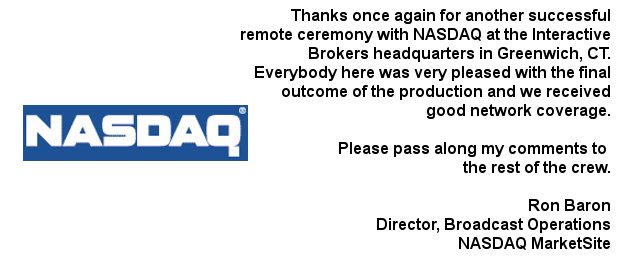 Thanks once again for another successful
remote ceremony with NASDAQ at the Interactive
Brokers headquarters in Greenwich, CT.
Everybody here was very pleased with the final
outcome of the production and we received
good network coverage.
NASDAQ®
Please pass along my comments to
the rest of the crew.
Ron Baron
Director, Broadcast Operations
NASDAQ MarketSite